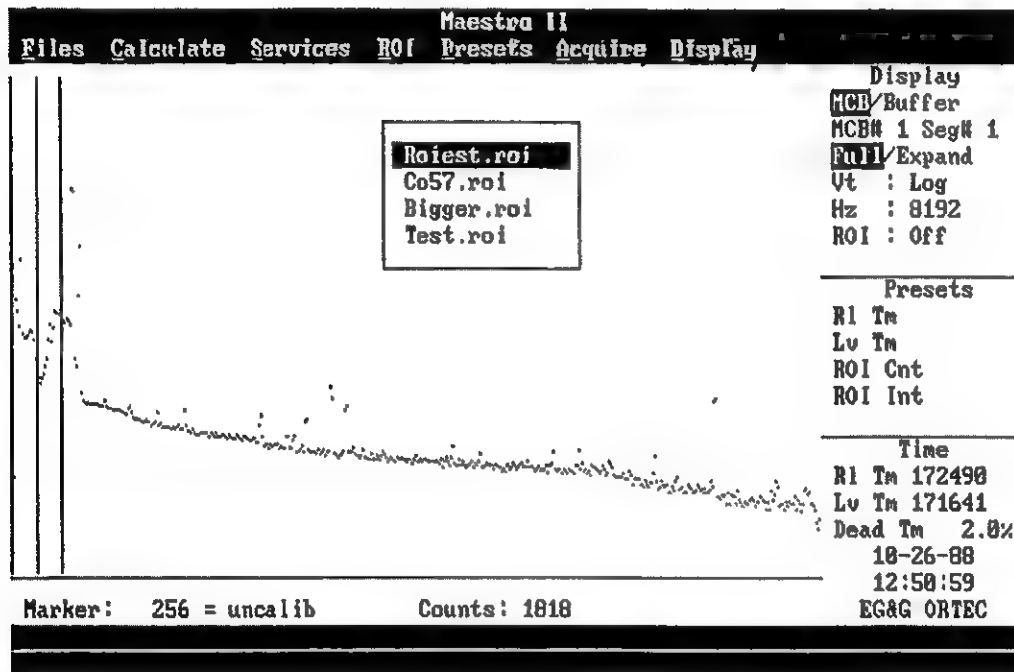 Maestro II
Files Calculate Services ROI Presets Acquire Display
Roiest.roi
Co57.roi
Bigger.roi
Test.roi
Display
MCB/Buffer
MCB# 1 Seg# 1
Full/Expand
Vt : Log
Hz : 8192
ROI : Off
Presets
Rl Tm
Lv Tm
ROI Cnt
ROI Int
Time
Rl Tm 172490
Lv Tm 171641
Dead Tm 2.0%
10-26-88
12:50:59
EG&G ORTEC
Marker: 256 = uncalib Counts: 1818